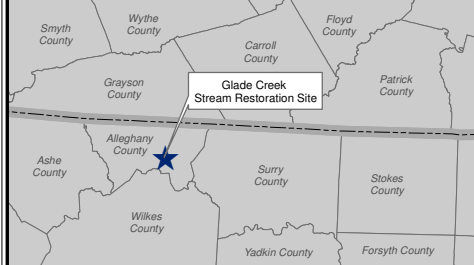 Smyth
County
Wythe
County
Floyd
County
Carroll
County
Grayson
County
Patrick
County
Glade Creek
Stream Restoration Site
Alleghany
County
Ashe
County
Surry
County
Stokes
County
Wilkes
County
Yadkin County
Forsyth County